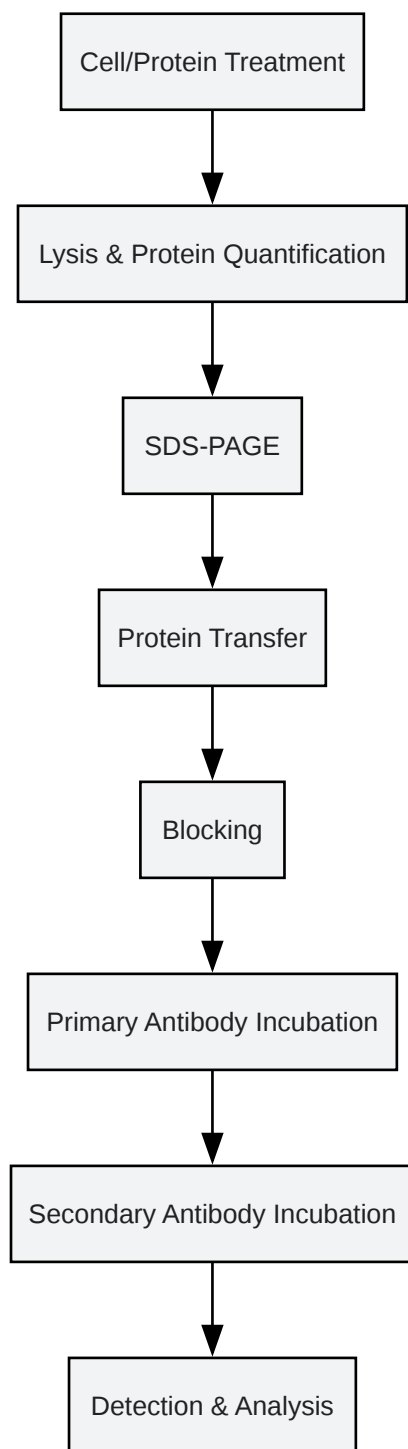 Cell/Protein Treatment
Lysis & Protein Quantification
SDS-PAGE
Protein Transfer
Blocking
Primary Antibody Incubation
Secondary Antibody Incubation
Detection & Analysis